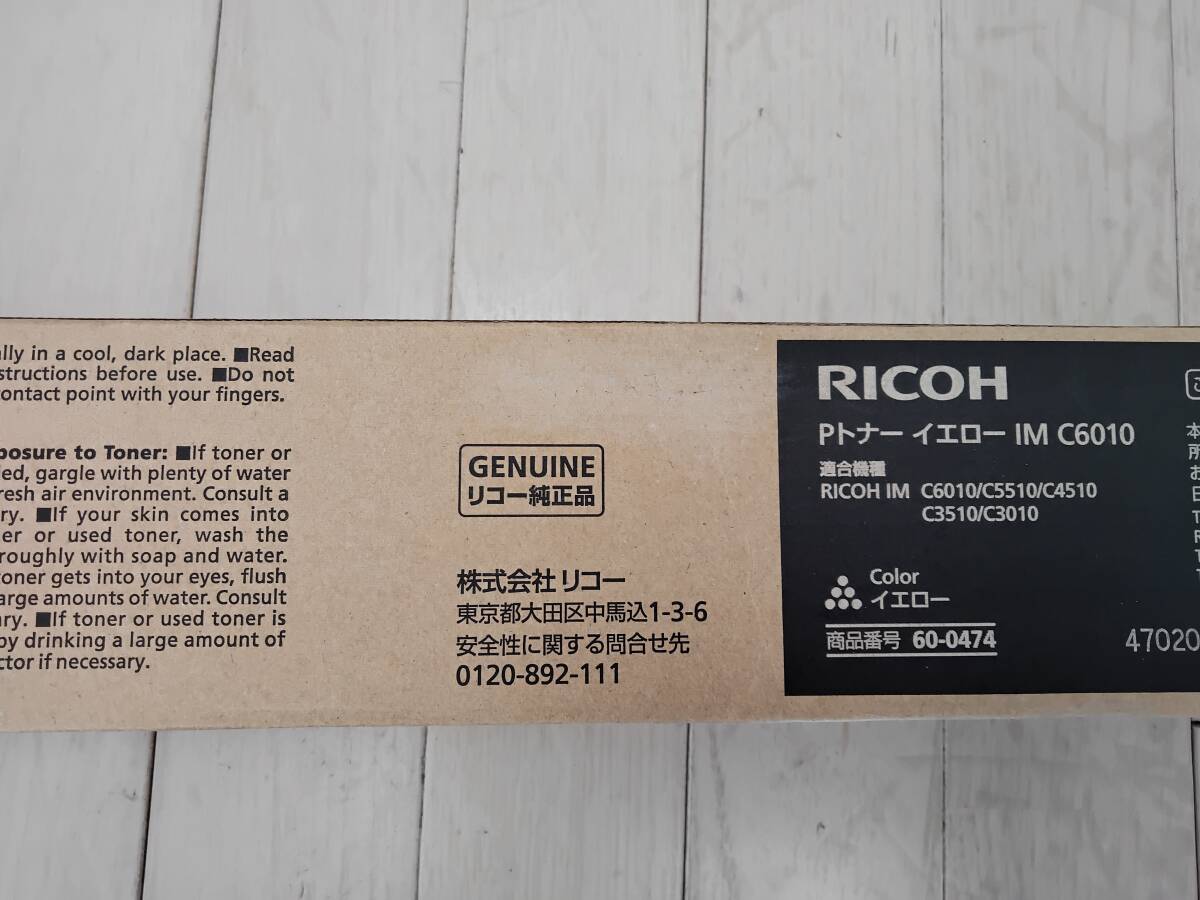 ally in a cool, dark place. ■Read
structions before use. ■Do not
contact point with your fingers.
posure to Toner: ■If toner or
led, gargle with plenty of water
resh air environment. Consult a
ry. ■If your skin comes into
er or used toner, wash the
roughly with soap and water.
toner gets into your eyes, flush
arge amounts of water. Consult
ary. ■If toner or used toner is
by drinking a large amount of
ctor if necessary.
GENUINE
リコー純正品
株式会社 リコー
東京都大田区中馬込1-3-6
安全性に関する問合せ先
0120-892-111
RICOH
Pトナー イエロー IM C6010
適合機種
RICOH IM C6010/C5510/C4510
C3510/C3010
Color
イエロー
商品番号 60-0474
47020
本
所
お
日
T
R